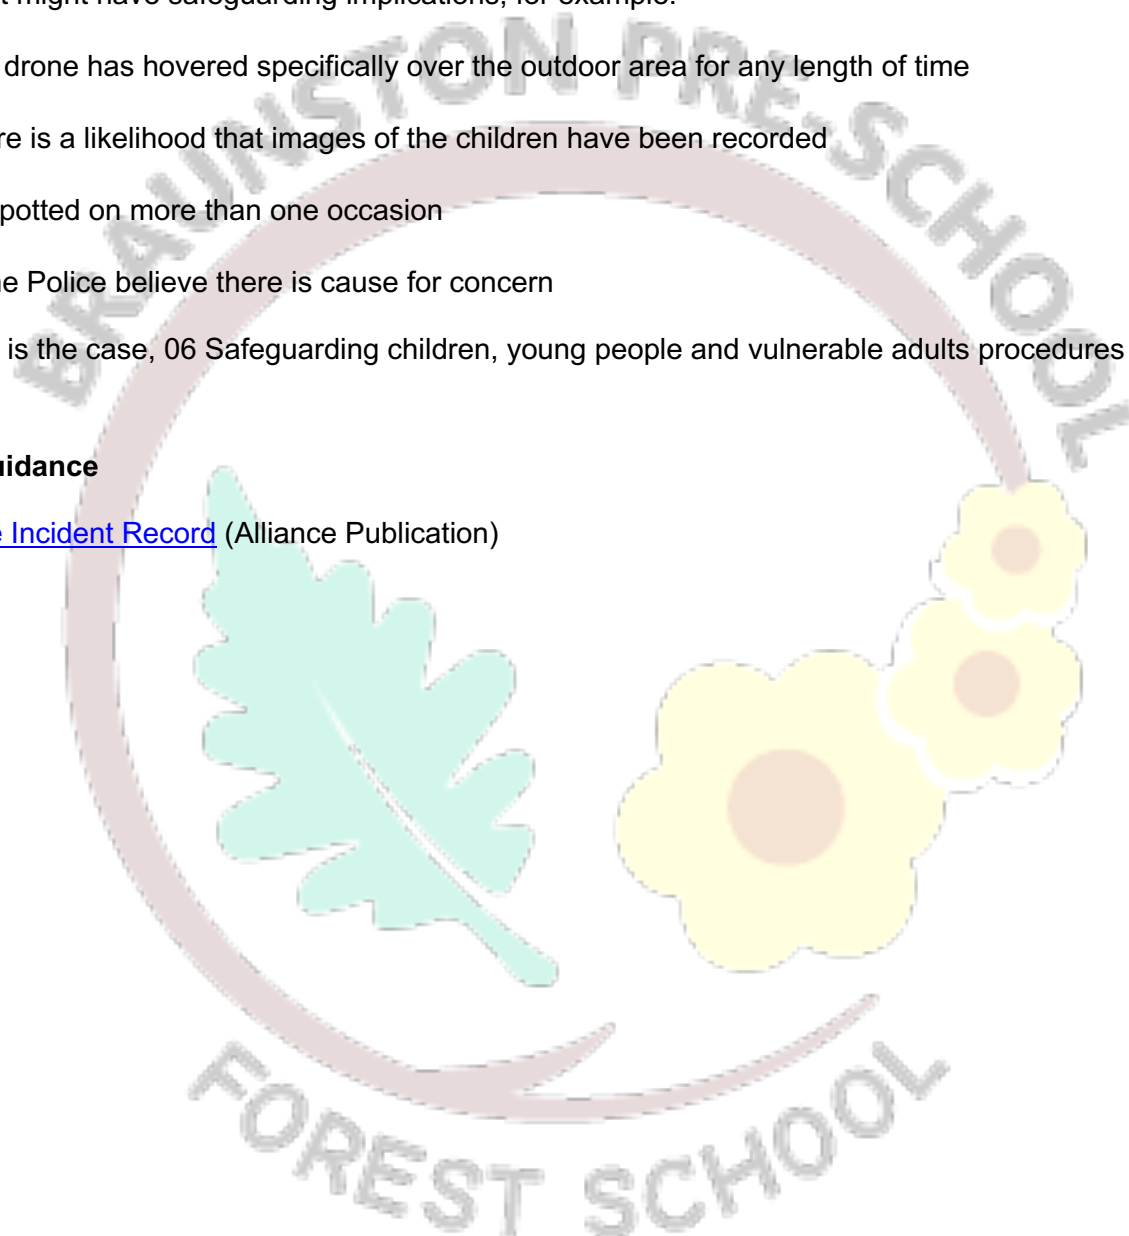 t might have safeguarding implications, for example:
drone has hovered specifically over the outdoor area for any length of time
re is a likelihood that images of the children have been recorded
potted on more than one occasion
e Police believe there is cause for concern
is the case, 06 Safeguarding children, young people and vulnerable adults procedures
uidance
e Incident Record (Alliance Publication)
BRAUNSTON PRE-SCHOOL
FOREST SCHOOL